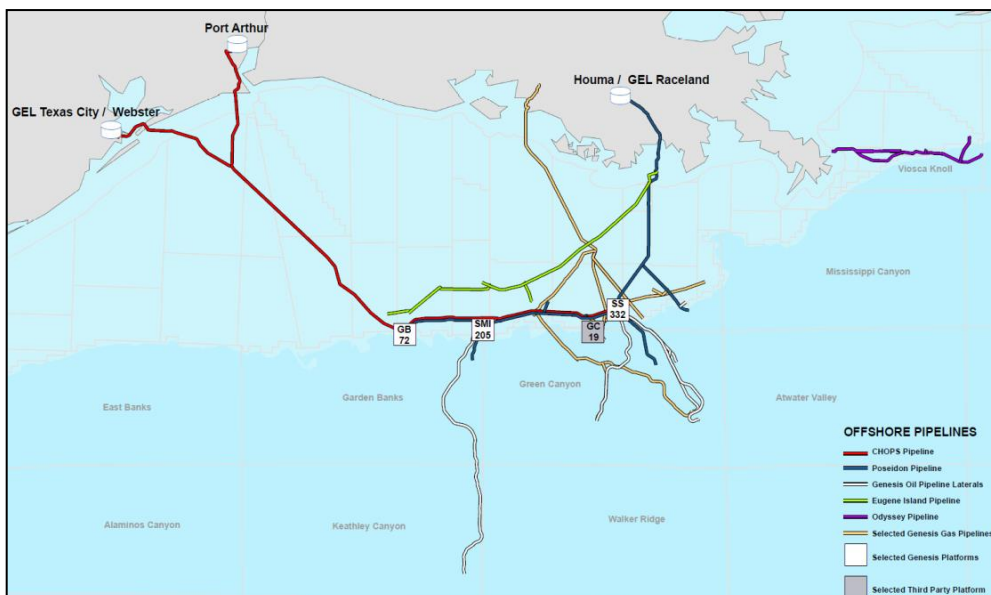 Port Arthur
Houma / GEL Raceland
GEL Texas City / Webster
Viosca Knoll
Mississippi Canyon
SS
332
SMI
205
GB
72
GC
19
Green Canyon
Garden Banks
East Banks
Atwater Valley
Alaminos Canyon
Keathley Canyon
Walker Ridge
OFFSHORE PIPELINES
CHOPS Pipeline
Poseidon Pipeline
Genesis Oil Pipeline Laterals
Eugene Island Pipeline
Odyssey Pipeline
Selected Genesis Gas Pipelines
Selected Genesis Platforms
Selected Third Party Platform